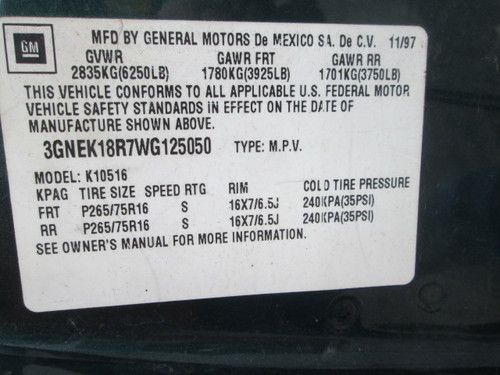 GM
MFD BY GENERAL MOTORS De MEXICO SA. De C.V. 11/97
GVWR GAWR FRT GAWR RR
2835KG(6250LB) 1780KG(3925LB) 1701KG(3750LB)
THIS VEHICLE CONFORMS TO ALL APPLICABLE U.S. FEDERAL MOTOR
VEHICLE SAFETY STANDARDS IN EFFECT ON THE DATE OF
MANUFACTURE SHOWN ABOVE.
3GNEK18R7WG125050 TYPE: M.P.V.
MODEL: K10516
KPAG TIRE SIZE SPEED RTG RIM COLD TIRE PRESSURE
FRT P265/75R16 S 16X7/6.5J 240KPA(35PSI)
RR P265/75R16 S 16X7/6.5J 240KPA(35PSI)
SEE OWNER'S MANUAL FOR MORE INFORMATION.